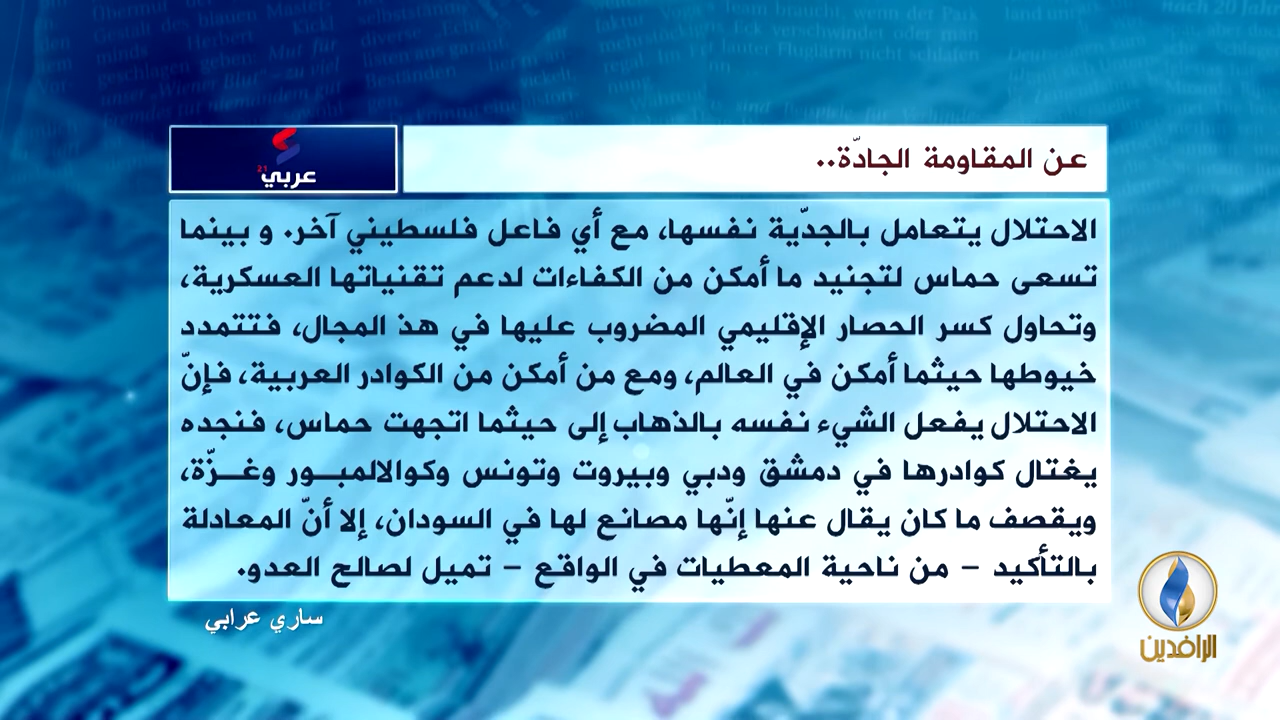 عن المقاومة الجادّة..
عربي 21
الاحتلال يتعامل بالجدّية نفسها، مع أي فاعل فلسطيني آخر. و بينما
تسعى حماس لتجنيد ما أمكن من الكفاءات لدعم تقنياتها العسكرية،
وتحاول كسر الحصار الإقليمي المضروب عليها في هذ المجال، فتتمدد
خيوطها حيثما أمكن في العالم، ومع من أمكن من الكوادر العربية، فإنّ
الاحتلال يفعل الشيء نفسه بالذهاب إلى حيثما اتجهت حماس، فنجده
يغتال كوادرها في دمشق ودبي وبيروت وتونس وكوالالمبـور وغـزّة،
ويقصف ما كان يقال عنها إنّها مصانع لها في السودان، إلا أنّ المعادلة
بالتأكيد – من ناحية المعطيات في الواقع – تميل لصالح العدو.
ساري عرابي
الرافدين